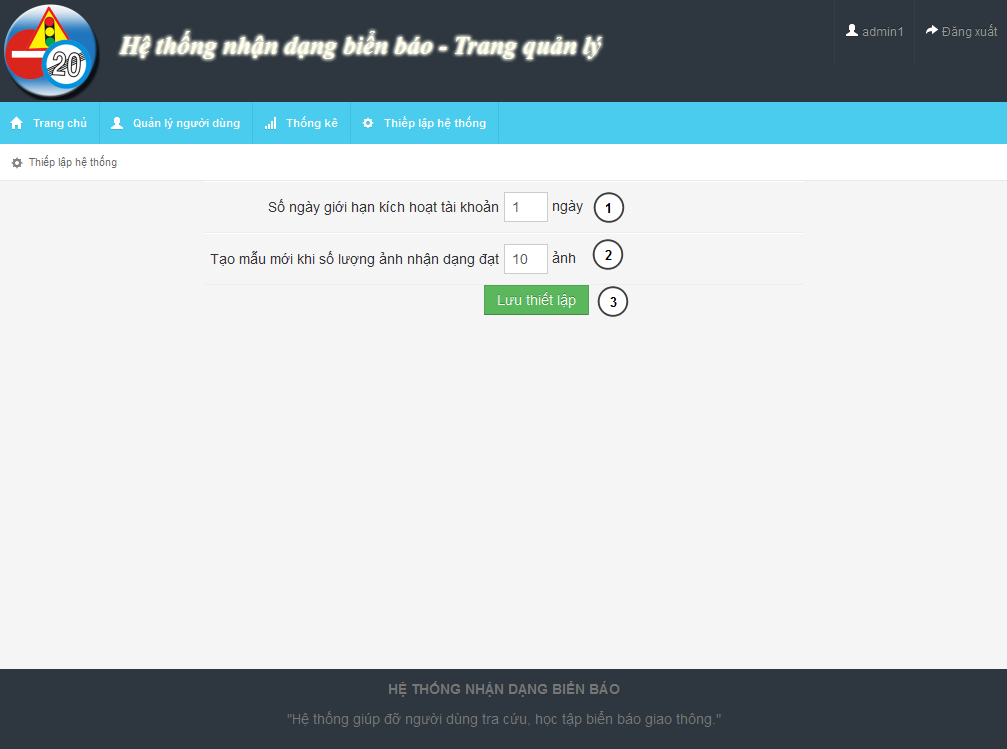 20
Hệ thống nhận dạng biển báo - Trang quản lý
admin1
Đăng xuất
Trang chủ
Quản lý người dùng
Thống kê
Thiếp lập hệ thống
Thiếp lập hệ thống
Số ngày giới hạn kích hoạt tài khoản 1 ngày 1
Tạo mẫu mới khi số lượng ảnh nhận dạng đạt 10 ảnh 2
Lưu thiết lập 3
HỆ THỐNG NHẬN DẠNG BIỂN BÁO
"Hệ thống giúp đỡ người dùng tra cứu, học tập biển báo giao thông."